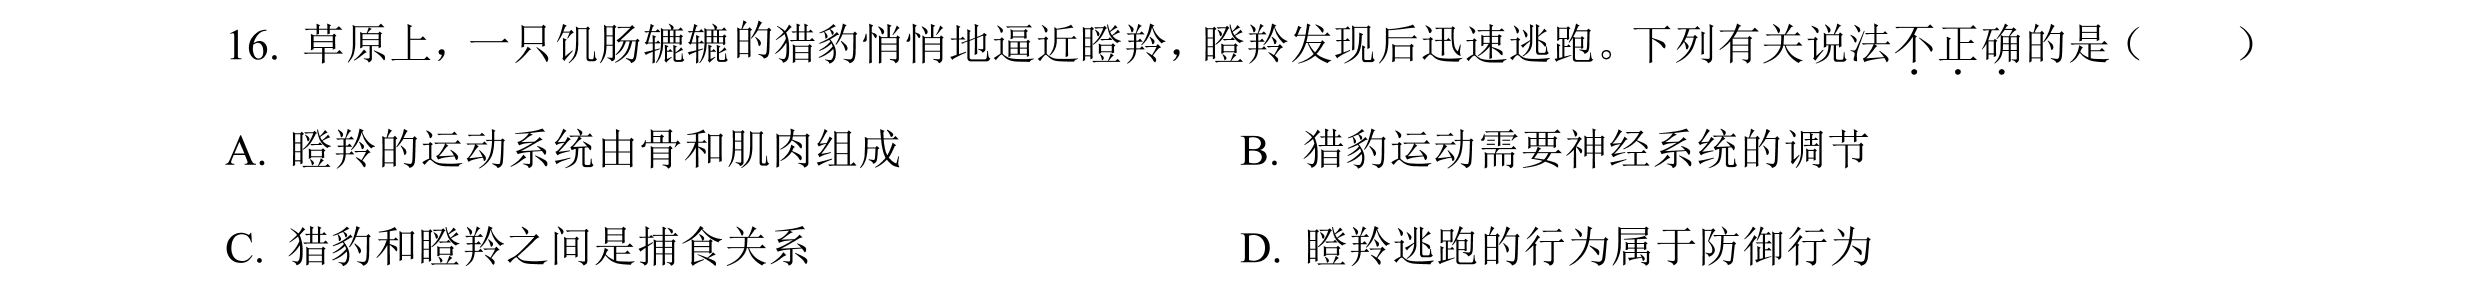 16. 草原上，一只饥肠辘辘的猎豹悄悄地逼近瞪羚，瞪羚发现后迅速逃跑。下列有关说法不正确的是（　　）
A. 瞪羚的运动系统由骨和肌肉组成　　B. 猎豹运动需要神经系统的调节
C. 猎豹和瞪羚之间是捕食关系　　D. 瞪羚逃跑的行为属于防御行为